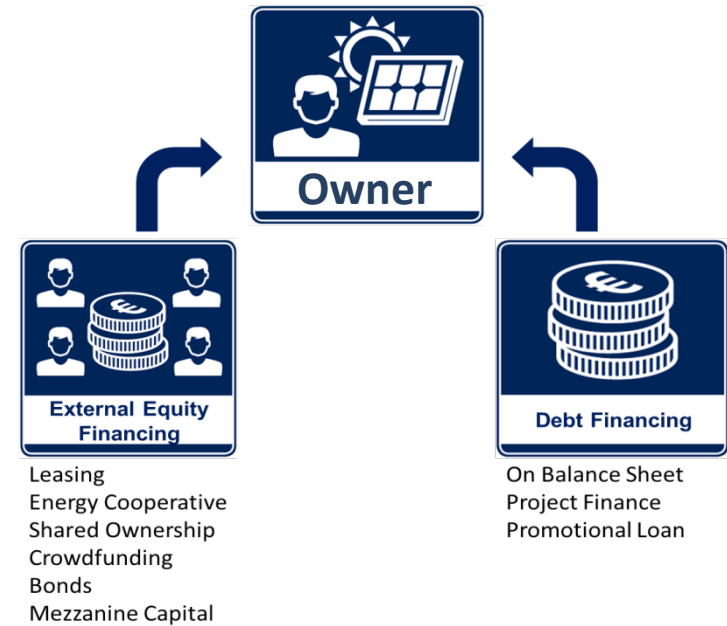 Owner
External Equity
Financing
Leasing
Energy Cooperative
Shared Ownership
Crowdfunding
Bonds
Mezzanine Capital
Debt Financing
On Balance Sheet
Project Finance
Promotional Loan